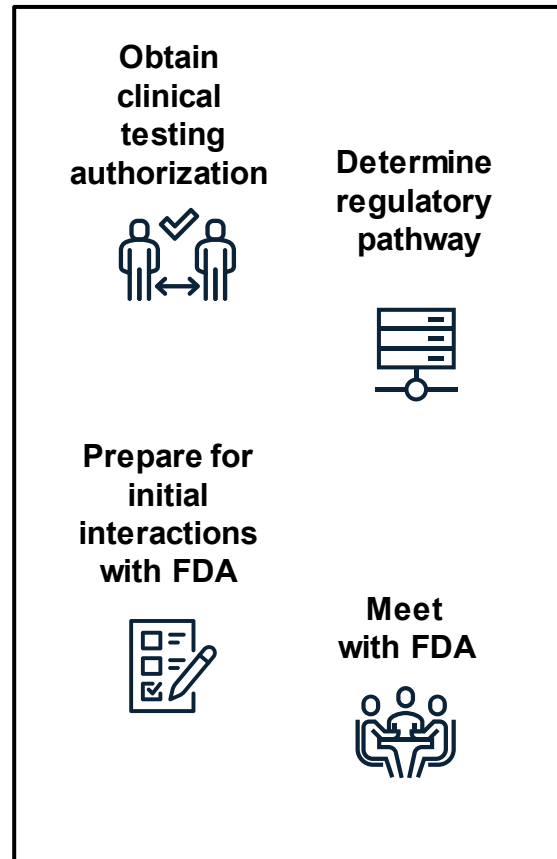 Obtain
clinical
testing
authorization
Determine
regulatory
pathway
Prepare for
initial
interactions
with FDA
Meet
with FDA